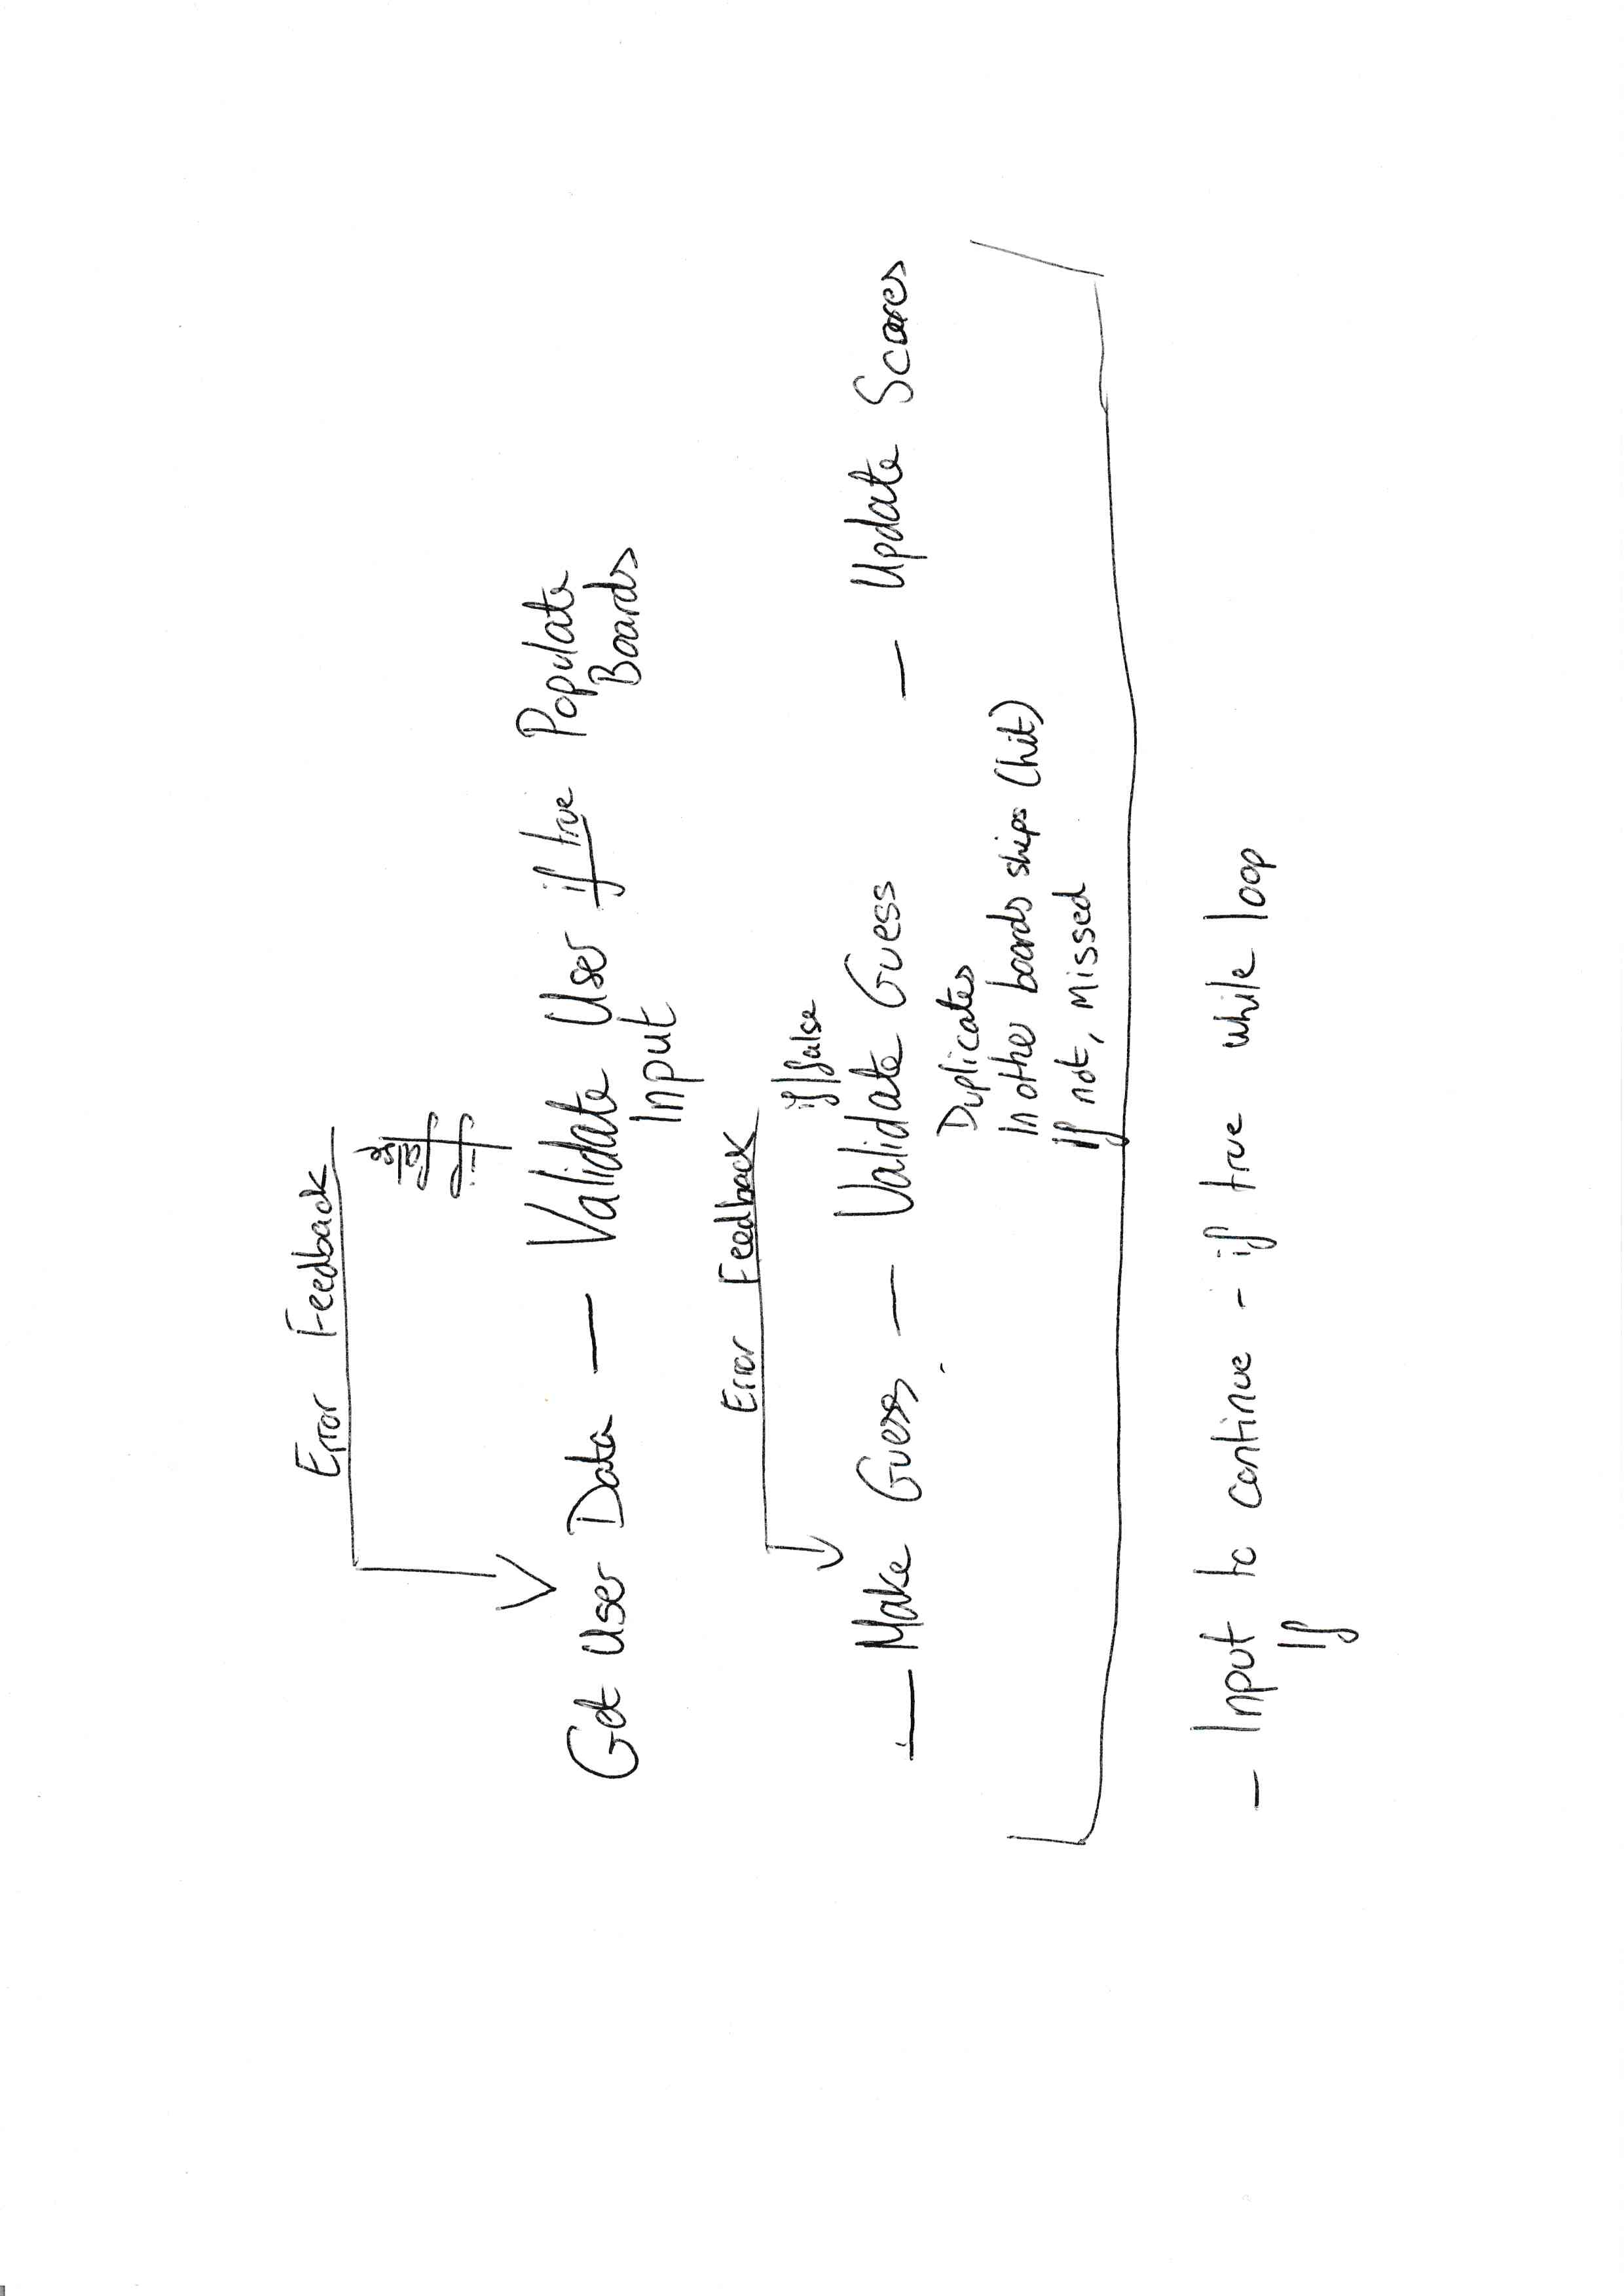 Error Feedback
Get User Data — Validate User if true Populate
Input Boards
Error Feedback if false
— Make Guess — Validate Guess — Update Scores
Duplicates
In other boards ships (hit)
If not, missed
- Input to continue - if true while loop
If